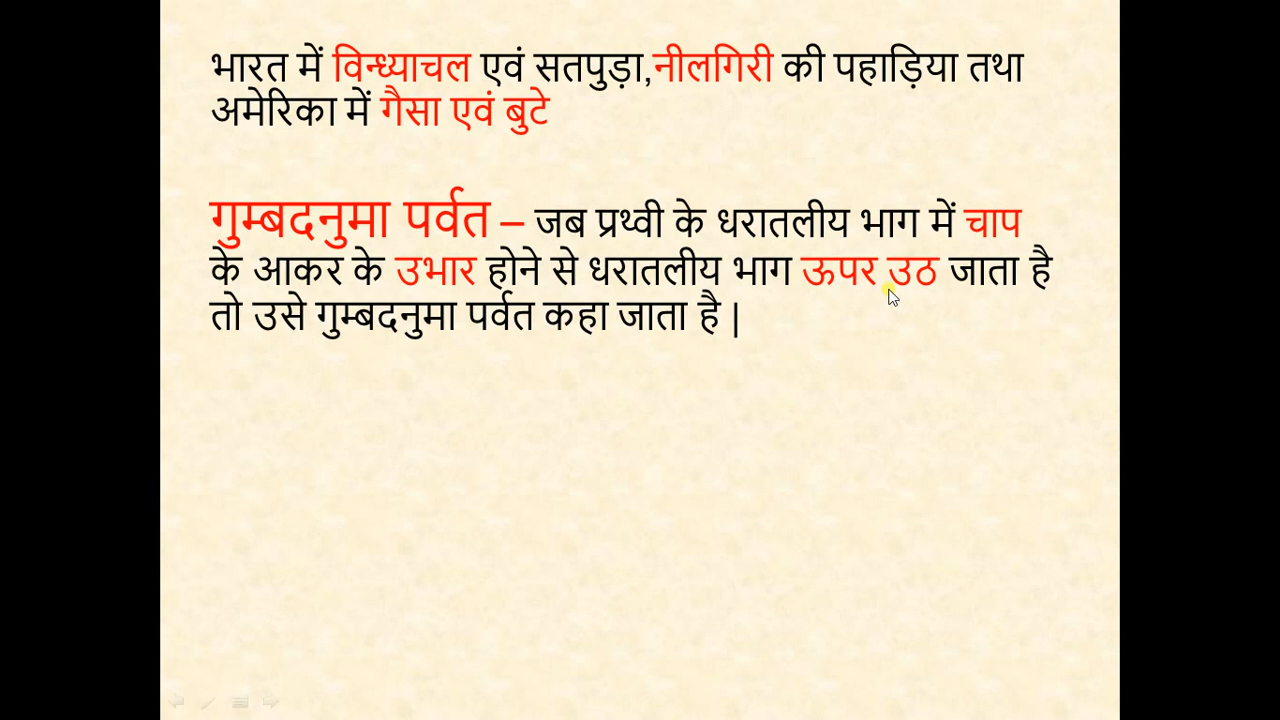 भारत में विन्ध्याचल एवं सतपुड़ा,नीलगिरी की पहाड़िया तथा
अमेरिका में गैसा एवं बुटे
गुम्बदनुमा पर्वत – जब प्रथ्वी के धरातलीय भाग में चाप
के आकर के उभार होने से धरातलीय भाग ऊपर उठ जाता है
तो उसे गुम्बदनुमा पर्वत कहा जाता है |